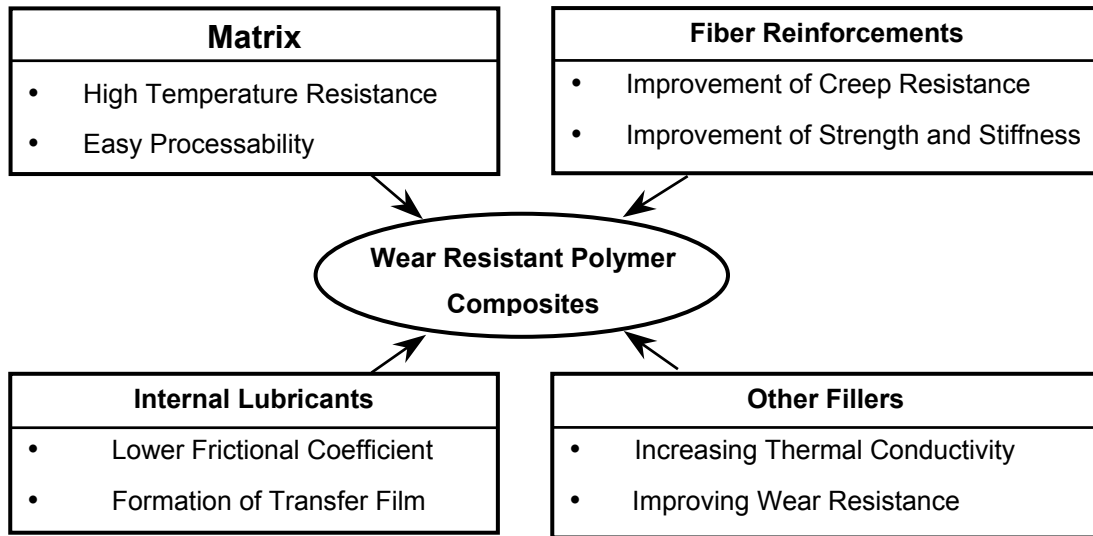 Matrix
• High Temperature Resistance
• Easy Processability
Fiber Reinforcements
• Improvement of Creep Resistance
• Improvement of Strength and Stiffness
Wear Resistant Polymer
Composites
Internal Lubricants
• Lower Frictional Coefficient
• Formation of Transfer Film
Other Fillers
• Increasing Thermal Conductivity
• Improving Wear Resistance